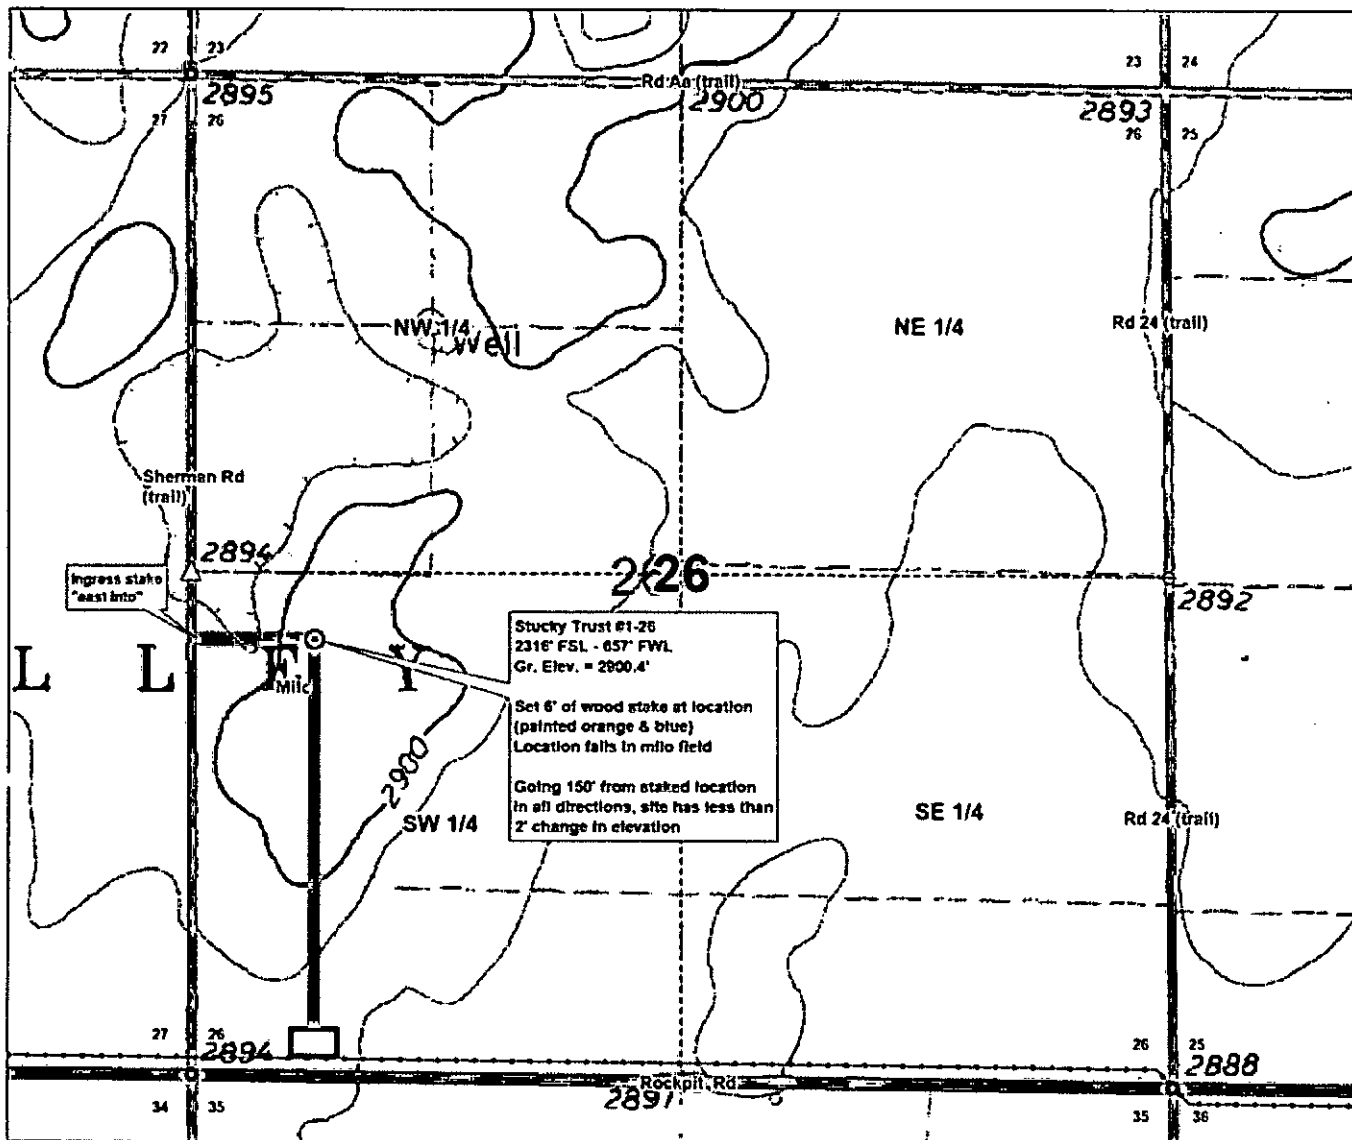 22 23
23 24
Rd Aa (trail)
2895
2900
2893
27 26
26 25
NW 1/4
Well
NE 1/4
Rd 24 (trail)
Sherman Rd
(trail)
2894
26
Ingress stake
"east into"
2892
Stucky Trust #1-26
2316' FSL - 657' FWL
Gr. Elev. = 2900.4'
Set 6' of wood stake at location
(painted orange & blue)
Location falls in milo field
Going 150' from staked location
in all directions, site has less than
2' change in elevation
L L E Y
Milo
2900
SW 1/4
SE 1/4
Rd 24 (trail)
27 26
2894
26 25
2888
Rockpit Rd
2897
34 35
35 36